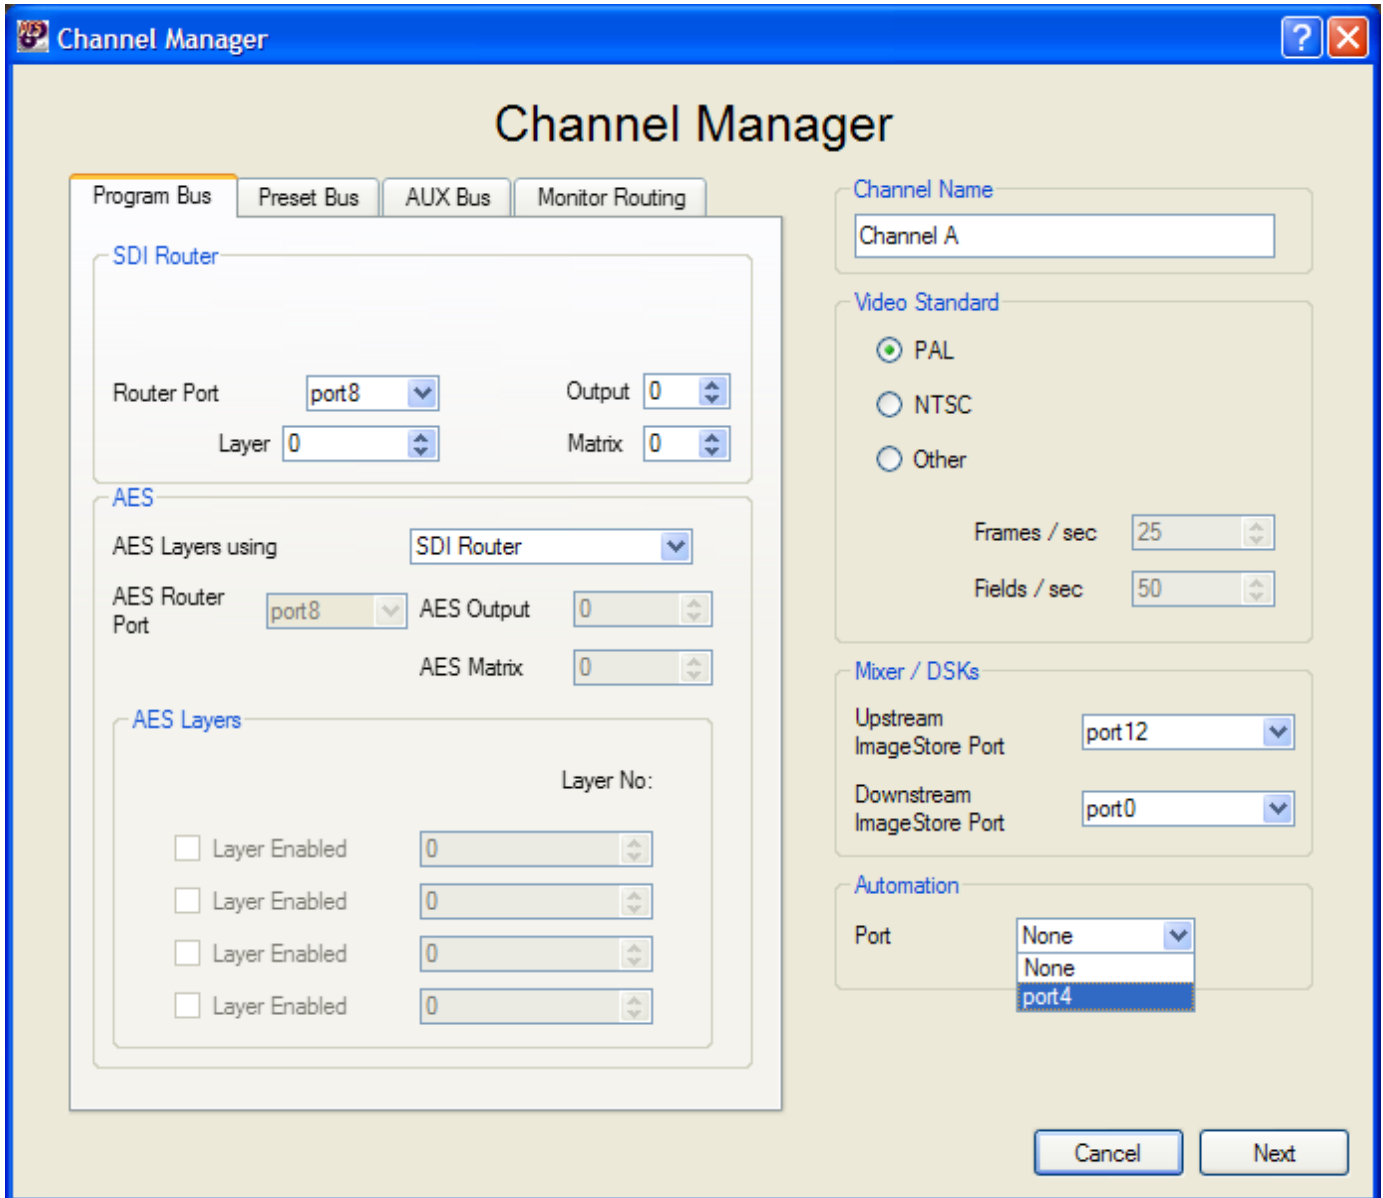 Channel Manager
Channel Manager
Program Bus
Preset Bus
AUX Bus
Monitor Routing
SDI Router
Router Port
port8
Output
0
Layer
0
Matrix
0
AES
AES Layers using
SDI Router
AES Router
Port
port8
AES Output
0
AES Matrix
0
AES Layers
Layer No:
Layer Enabled
0
Layer Enabled
0
Layer Enabled
0
Layer Enabled
0
Channel Name
Channel A
Video Standard
PAL
NTSC
Other
Frames / sec
25
Fields / sec
50
Mixer / DSKs
Upstream
ImageStore Port
port12
Downstream
ImageStore Port
port0
Automation
Port
None
None
port4
Cancel
Next